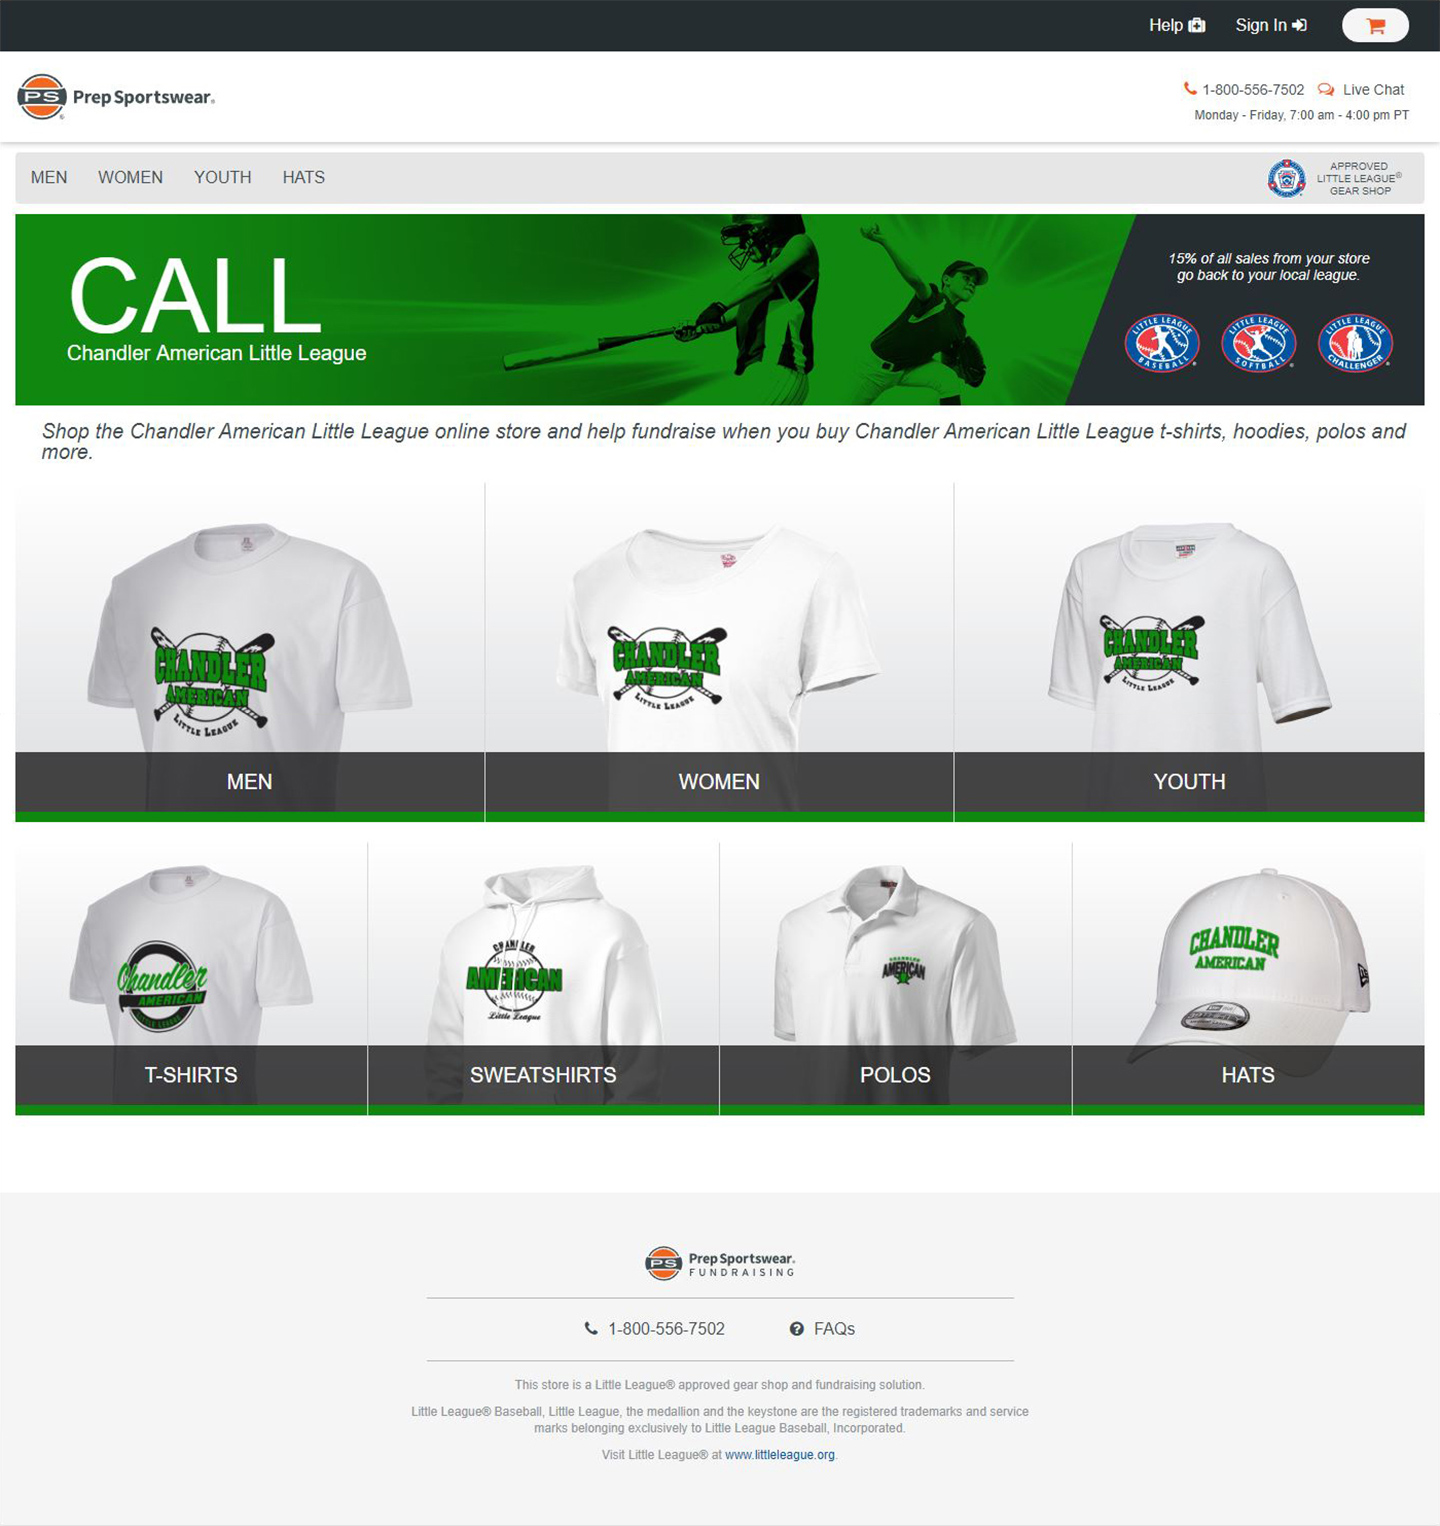 Help
Sign In
PS Prep Sportswear®
1-800-556-7502
Live Chat
Monday - Friday, 7:00 am - 4:00 pm PT
MEN
WOMEN
YOUTH
HATS
APPROVED
LITTLE LEAGUE®
GEAR SHOP
CALL
Chandler American Little League
15% of all sales from your store
go back to your local league.
LITTLE LEAGUE BASEBALL ®
LITTLE LEAGUE SOFTBALL ®
LITTLE LEAGUE CHALLENGER ®
Shop the Chandler American Little League online store and help fundraise when you buy Chandler American Little League t-shirts, hoodies, polos and
more.
CHANDLER
AMERICAN
LITTLE LEAGUE
CHANDLER
AMERICAN
LITTLE LEAGUE
CHANDLER
AMERICAN
LITTLE LEAGUE
MEN
WOMEN
YOUTH
Chandler
AMERICAN
LITTLE LEAGUE
CHANDLER
AMERICAN
Little League
CHANDLER
AMERICAN
CHANDLER
AMERICAN
T-SHIRTS
SWEATSHIRTS
POLOS
HATS
PS Prep Sportswear®
FUNDRAISING
1-800-556-7502
FAQs
This store is a Little League® approved gear shop and fundraising solution.
Little League® Baseball, Little League, the medallion and the keystone are the registered trademarks and service
marks belonging exclusively to Little League Baseball, Incorporated.
Visit Little League® at www.littleleague.org.